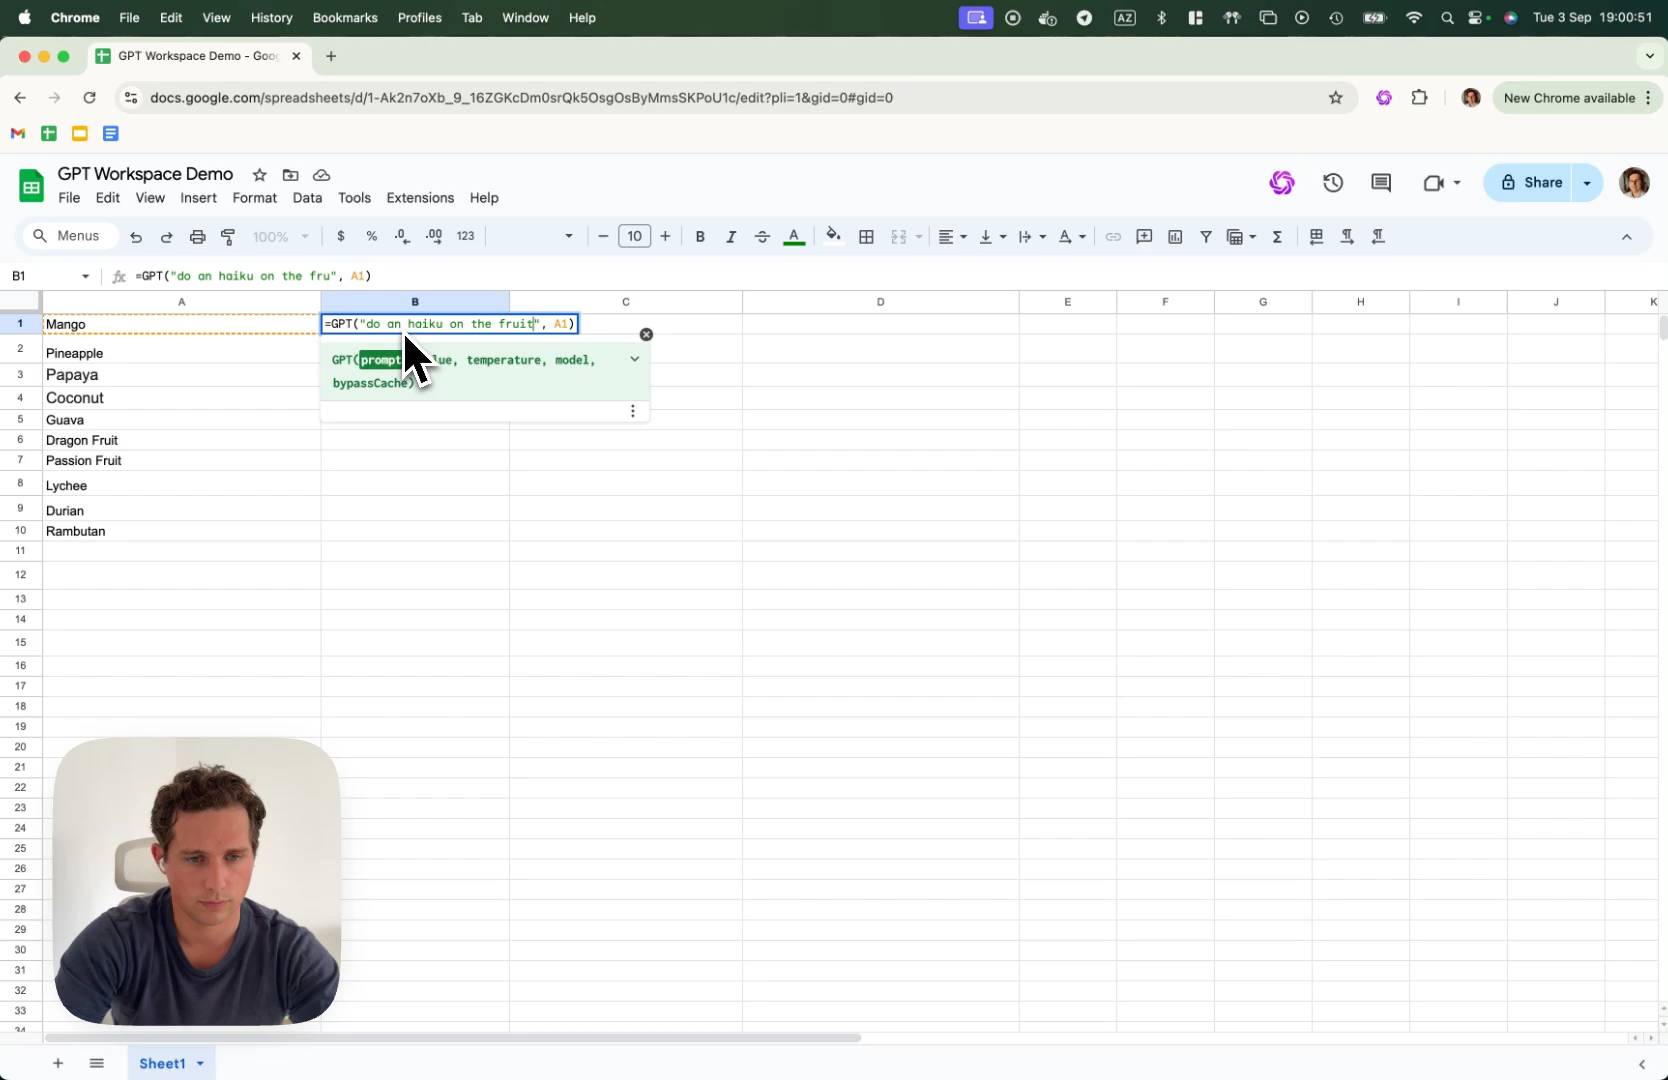 Chrome File Edit View History Bookmarks Profiles Tab Window Help AZ Tue 3 Sep 19:00:51
GPT Workspace Demo - Goo
docs.google.com/spreadsheets/d/1-Ak2n7oXb_9_16ZGKcDm0srQk5OsgOsByMmsSKPoU1c/edit?pli=1&gid=0#gid=0 New Chrome available
GPT Workspace Demo
File Edit View Insert Format Data Tools Extensions Help
Share
Menus 100% $ % .0 .00 123 10 B I S A
B1 fx =GPT("do an haiku on the fru", A1)
A B C D E F G H I J K
1 Mango =GPT("do an haiku on the fruit", A1)
2 Pineapple
GPT(prompt lue, temperature, model,
3 Papaya
bypassCache)
4 Coconut
5 Guava
6 Dragon Fruit
7 Passion Fruit
8 Lychee
9 Durian
10 Rambutan
11
12
13
14
15
16
17
18
19
20
21
22
23
24
25
26
27
28
29
30
31
32
33
34
Sheet1